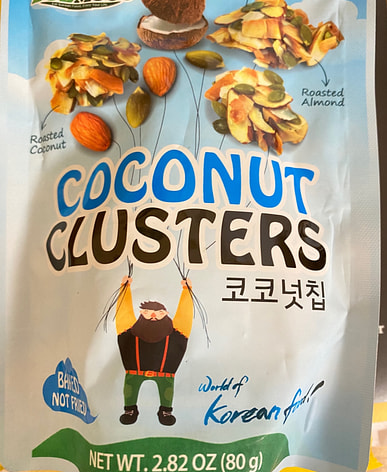 Roasted
Almond
Roasted
Coconut
COCONUT
CLUSTERS
코코넛칩
BAKED
NOT FRIED
World of
Korean food!
NET WT. 2.82 OZ (80 g)